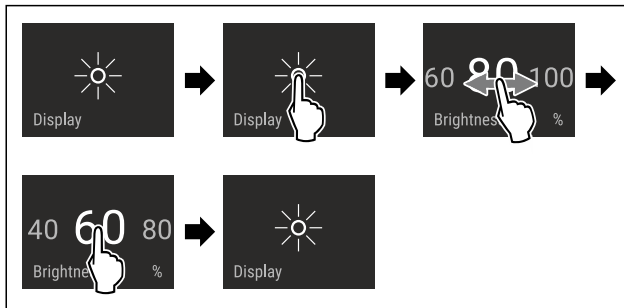 Display
Display
60 80 100
Brightnes %
40 60 80
Brightne %
Display